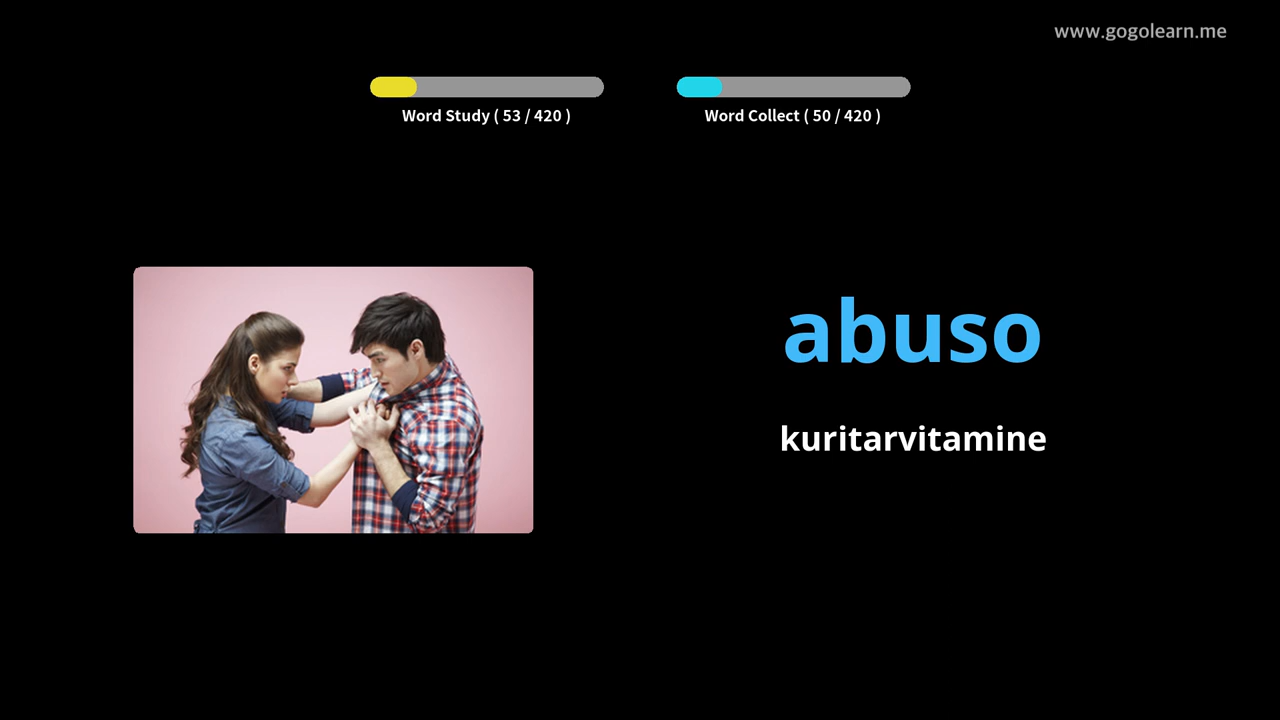 www.gogolearn.me
Word Study ( 53 / 420 )
Word Collect ( 50 / 420 )
abuso
kuritarvitamine